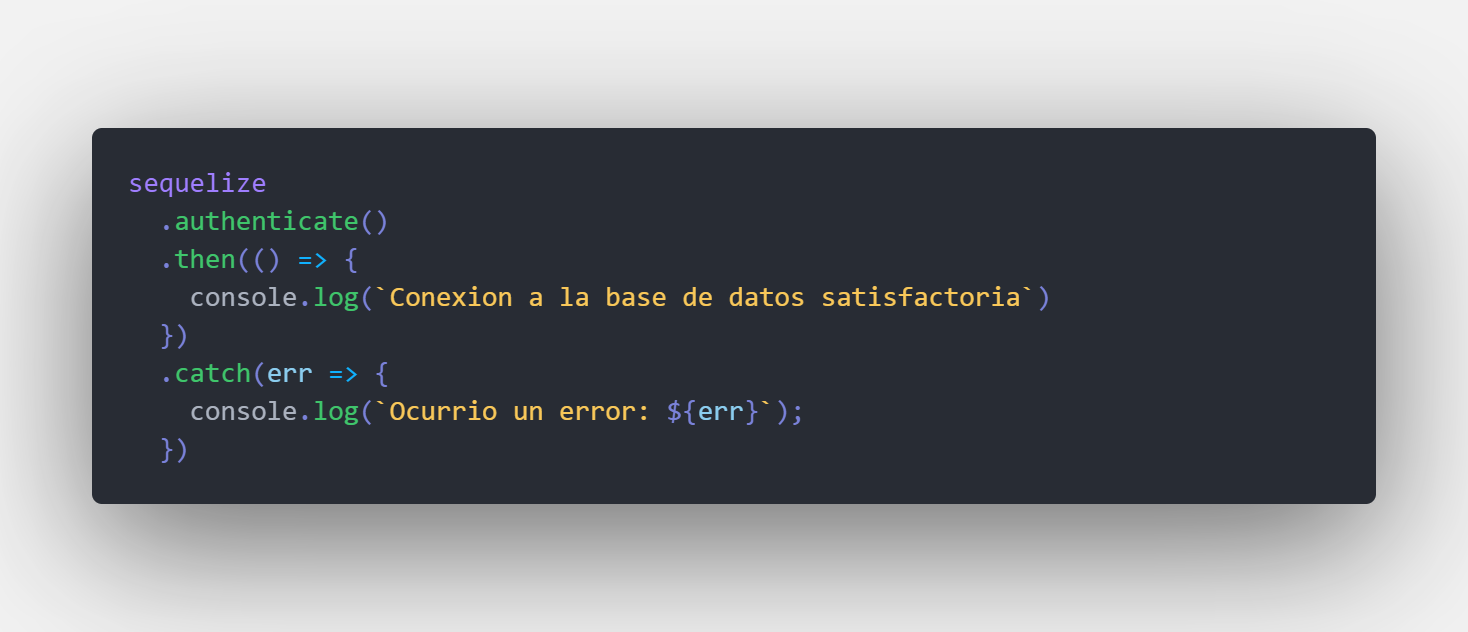 sequelize
  .authenticate()
  .then(() => {
    console.log(`Conexion a la base de datos satisfactoria`)
  })
  .catch(err => {
    console.log(`Ocurrio un error: ${err}`);
  })